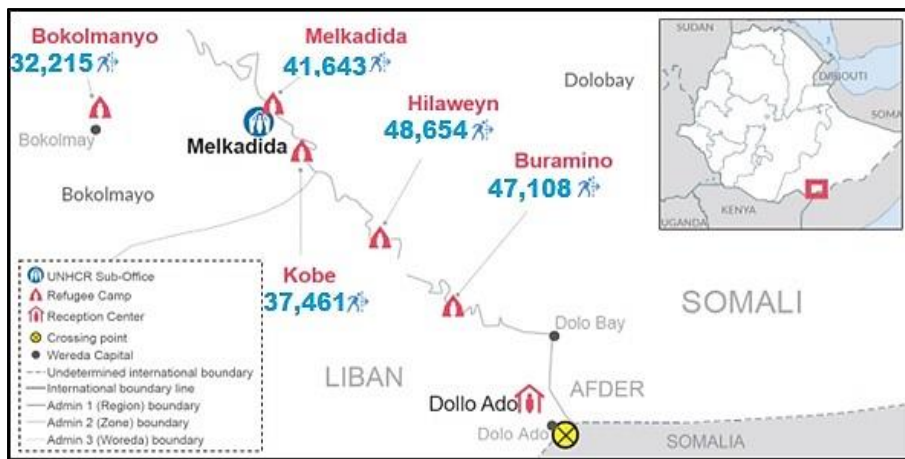 Bokolmanyo
32,215
Melkadida
41,643
Hilaweyn
48,654
Buramino
47,108
Kobe
37,461
Dolobay
Bokolmay
Melkadida
Bokolmayo
SUDAN
DJIBOUTI
SOMA
UGANDA
KENYA
UNHCR Sub-Office
Refugee Camp
Reception Center
Crossing point
Wereda Capital
Undetermined international boundary
International boundary line
Admin 1 (Region) boundary
Admin 2 (Zone) boundary
Admin 3 (Woreda) boundary
SOMALI
Dolo Bay
LIBAN
AFDER
Dollo Ado
Dolo Ado
SOMALIA